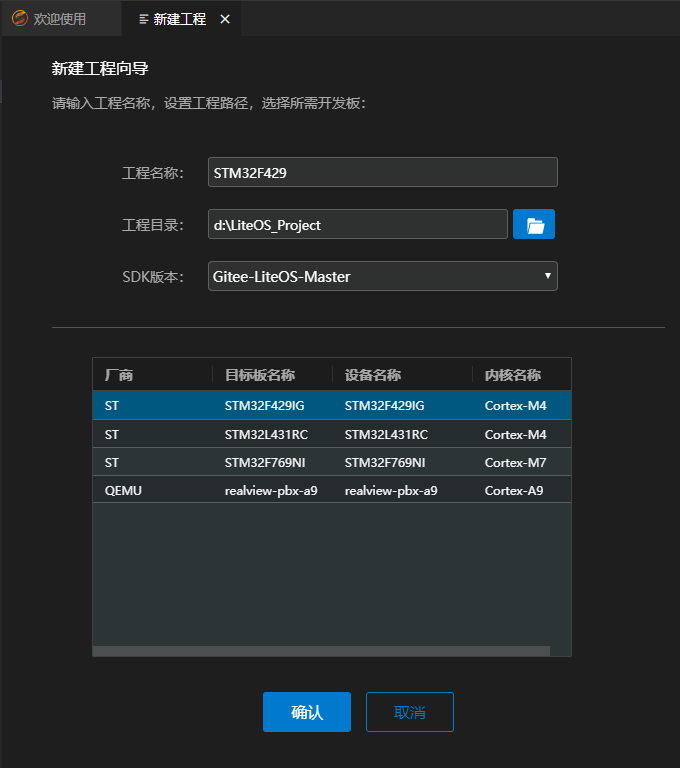 欢迎使用 新建工程 ×
新建工程向导
请输入工程名称，设置工程路径，选择所需开发板：
工程名称： STM32F429
工程目录： d:\LiteOS_Project
SDK版本： Gitee-LiteOS-Master
厂商 目标板名称 设备名称 内核名称
ST STM32F429IG STM32F429IG Cortex-M4
ST STM32L431RC STM32L431RC Cortex-M4
ST STM32F769NI STM32F769NI Cortex-M7
QEMU realview-pbx-a9 realview-pbx-a9 Cortex-A9
确认 取消